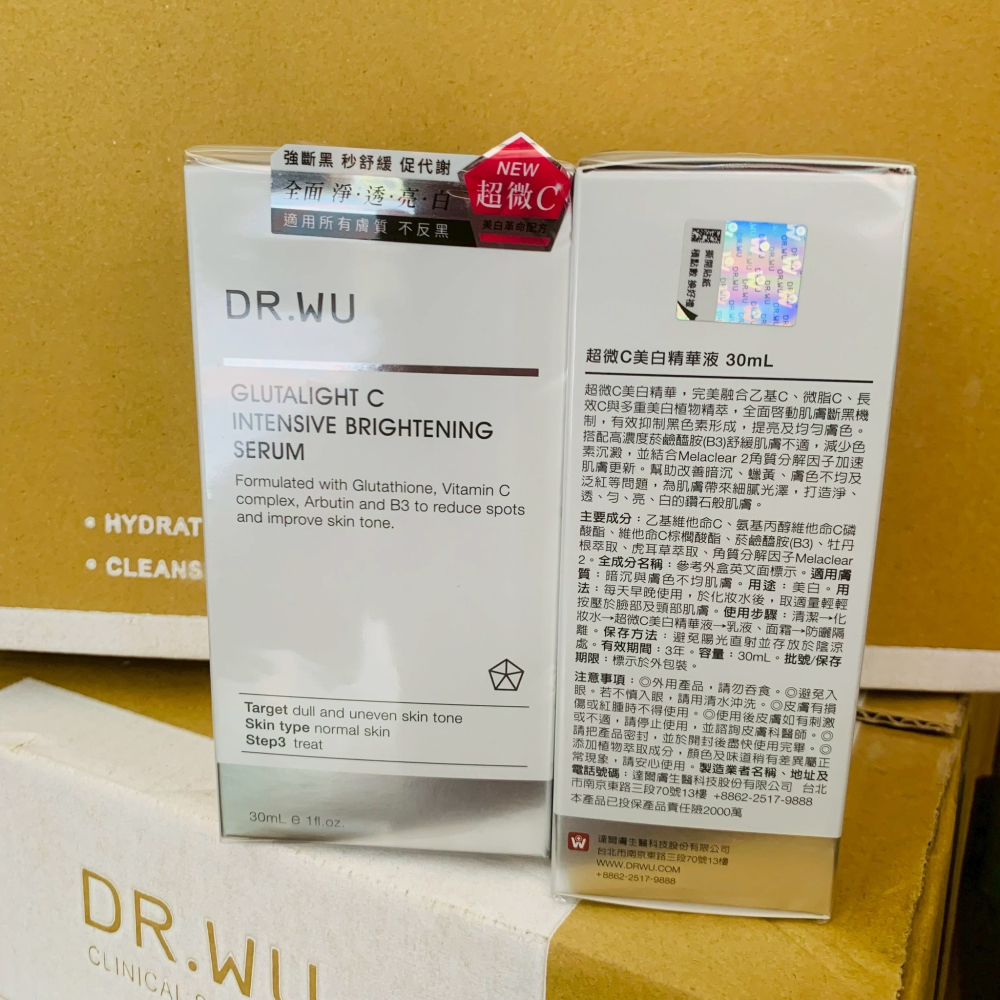 強斷黑 秒舒緩 促代謝
全面 淨·透·亮·白
適用所有膚質 不反黑
NEW
超微C
美白革命配方
DR.WU
GLUTALIGHT C
INTENSIVE BRIGHTENING
SERUM
Formulated with Glutathione, Vitamin C
complex, Arbutin and B3 to reduce spots
and improve skin tone.
Target dull and uneven skin tone
Skin type normal skin
Step3 treat
30mL e 1fl.oz.
撕開貼紙
積點數 換好禮
DR.WU
超微C美白精華液 30mL
超微C美白精華，完美融合乙基C、微脂C、長
效C與多重美白植物精萃，全面啓動肌膚斷黑機
制，有效抑制黑色素形成，提亮及均勻膚色。
搭配高濃度菸鹼醯胺(B3)舒緩肌膚不適，減少色
素沉澱，並結合Melaclear 2角質分解因子加速
肌膚更新。幫助改善暗沉、蠟黃、膚色不均及
泛紅等問題，為肌膚帶來細膩光澤，打造淨、
透、勻、亮、白的鑽石般肌膚。
主要成分：乙基維他命C、氨基丙醇維他命C磷
酸酯、維他命C棕櫚酸酯、菸鹼醯胺(B3)、牡丹
根萃取、虎耳草萃取、角質分解因子Melaclear
2。全成分名稱：參考外盒英文面標示。適用膚
質：暗沉與膚色不均肌膚。用途：美白。用
法：每天早晚使用，於化妝水後，取適量輕輕
按壓於臉部及頸部肌膚。使用步驟：清潔→化
妝水→超微C美白精華液→乳液、面霜→防曬隔
離。保存方法：避免陽光直射並存放於陰涼
處。有效期間：3年。容量：30mL。批號/保存
期限：標示於外包裝。
注意事項：◎外用產品，請勿吞食。◎避免入
眼。若不慎入眼，請用清水沖洗。◎皮膚有損
傷或紅腫時不得使用。◎使用後皮膚如有刺激
或不適，請停止使用，並諮詢皮膚科醫師。◎
請把產品密封，並於開封後盡快使用完畢。◎
添加植物萃取成分，顏色及味道稍有差異屬正
常現象，請安心使用。製造業者名稱、地址及
電話號碼：達爾膚生醫科技股份有限公司 台北
市南京東路三段70號13樓 +8862-2517-9888
本產品已投保產品責任險2000萬
達爾膚生醫科技股份有限公司
台北市南京東路三段70號13樓
WWW.DRWU.COM
+8862-2517-9888
• HYDRAT
• CLEANS
DR.WU
CLINICAL